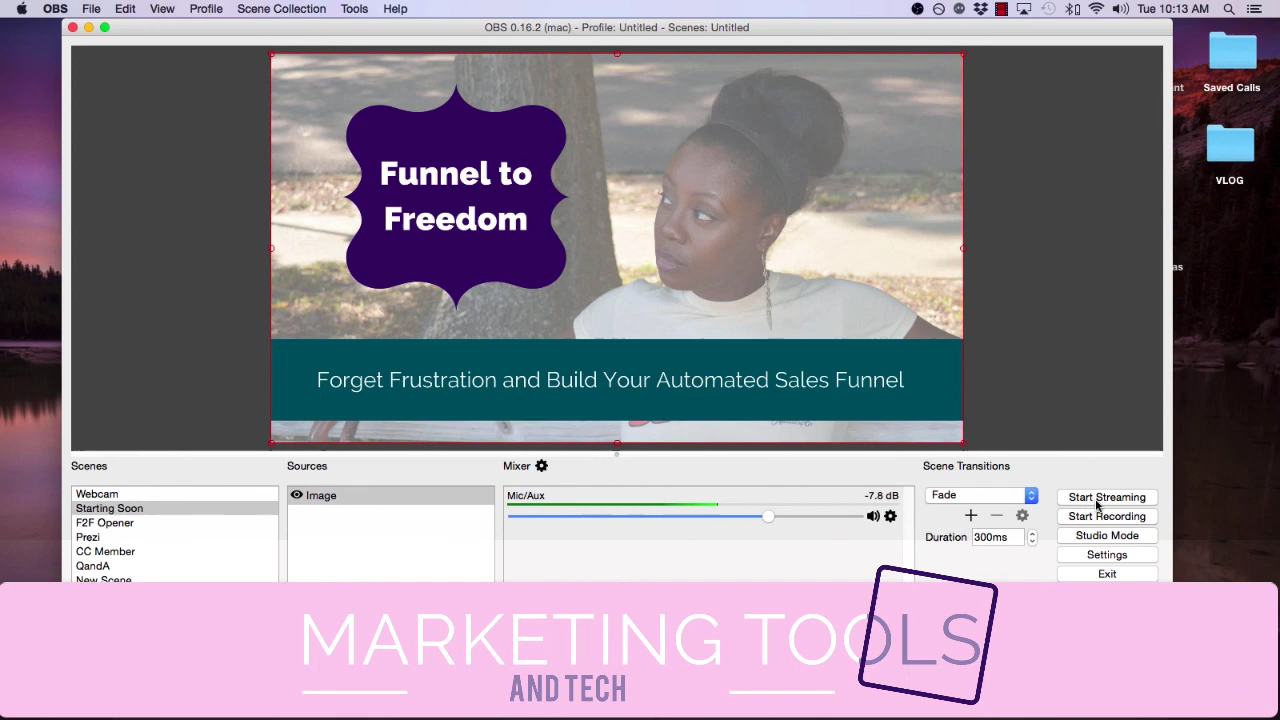 OBS File Edit View Profile Scene Collection Tools Help Tue 10:13 AM
OBS 0.16.2 (mac) - Profile: Untitled - Scenes: Untitled
Saved Calls
VLOG
Funnel to
Freedom
Forget Frustration and Build Your Automated Sales Funnel
Scenes
Webcam
Starting Soon
F2F Opener
Prezi
CC Member
QandA
New Scene
Sources
Image
Mixer
Mic/Aux -7.8 dB
Scene Transitions
Fade
Duration 300ms
Start Streaming
Start Recording
Studio Mode
Settings
Exit
MARKETING TOOLS
AND TECH